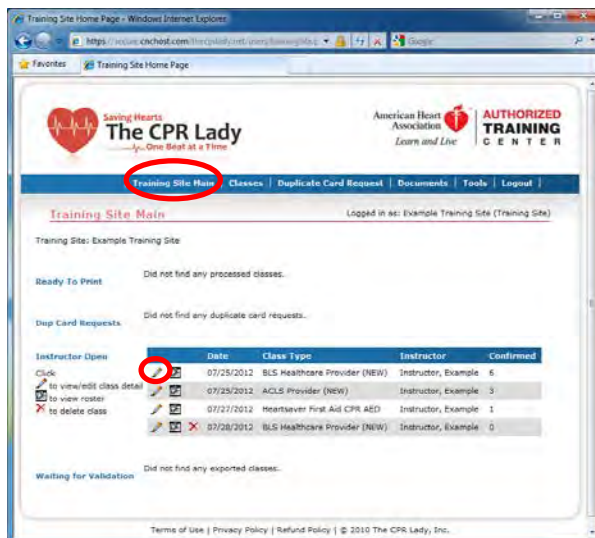 Training Site Home Page - Windows Internet Explorer
Google
Favorites Training Site Home Page
Saving Hearts
The CPR Lady
One Beat at a Time
American Heart
Association
Learn and Live
AUTHORIZED
TRAINING
CENTER
Training Site Main | Classes | Duplicate Card Request | Documents | Tools | Logout |
Training Site Main Logged in as: Example Training Site (Training Site)
Training Site: Example Training Site
Ready To Print Did not find any processed classes.
Dup Card Requests Did not find any duplicate card requests.
Instructor Open
Click
to view/edit class detail
to view roster
X to delete class
Date Class Type Instructor Confirmed
07/25/2012 BLS Healthcare Provider (NEW) Instructor, Example 6
07/25/2012 ACLS Provider (NEW) Instructor, Example 3
07/27/2012 Heartsaver First Aid CPR AED Instructor, Example 1
X 07/28/2012 BLS Healthcare Provider (NEW) Instructor, Example 0
Waiting for Validation Did not find any exported classes.
Terms of Use | Privacy Policy | Refund Policy | © 2010 The CPR Lady, Inc.